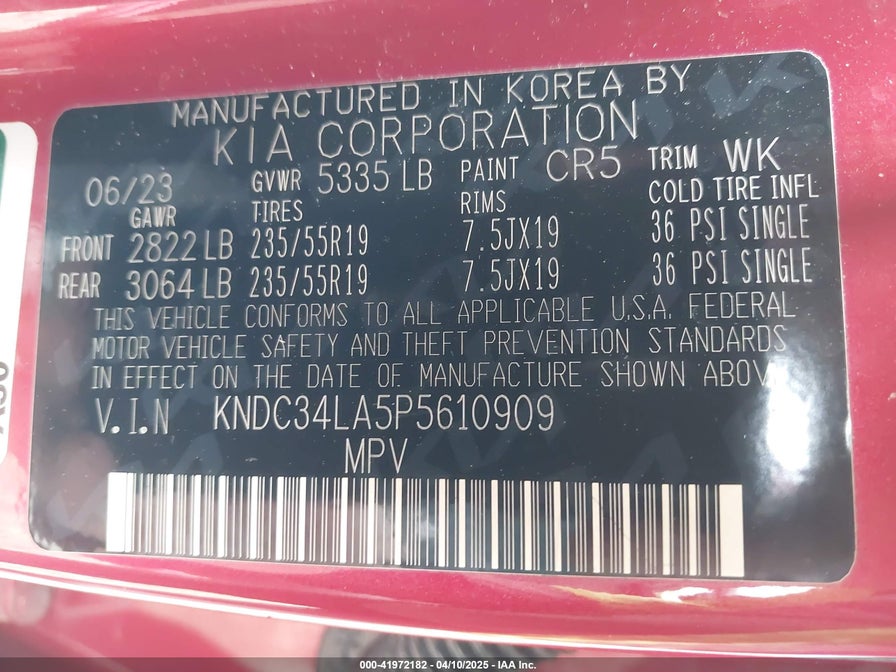 MANUFACTURED IN KOREA BY
KIA CORPORATION
06/23 GVWR 5335 LB PAINT CR5 TRIM WK
GAWR TIRES RIMS COLD TIRE INFL
FRONT 2822 LB 235/55R19 7.5JX19 36 PSI SINGLE
REAR 3064 LB 235/55R19 7.5JX19 36 PSI SINGLE
THIS VEHICLE CONFORMS TO ALL APPLICABLE U.S.A. FEDERAL
MOTOR VEHICLE SAFETY AND THEFT PREVENTION STANDARDS
IN EFFECT ON THE DATE OF MANUFACTURE SHOWN ABOVE
V.I.N KNDC34LA5P5610909
MPV
000-41972182 - 04/10/2025 - IAA Inc.